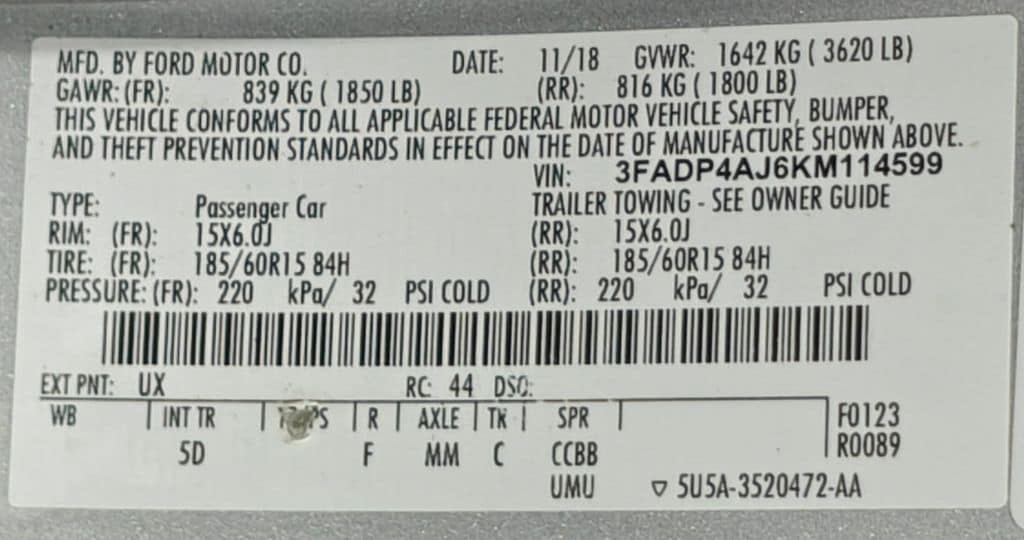 MFD. BY FORD MOTOR CO. DATE: 11/18 GVWR: 1642 KG ( 3620 LB)
GAWR: (FR): 839 KG ( 1850 LB) (RR): 816 KG ( 1800 LB)
THIS VEHICLE CONFORMS TO ALL APPLICABLE FEDERAL MOTOR VEHICLE SAFETY, BUMPER,
AND THEFT PREVENTION STANDARDS IN EFFECT ON THE DATE OF MANUFACTURE SHOWN ABOVE.
VIN: 3FADP4AJ6KM114599
TYPE: Passenger Car TRAILER TOWING - SEE OWNER GUIDE
RIM: (FR): 15X6.0J (RR): 15X6.0J
TIRE: (FR): 185/60R15 84H (RR): 185/60R15 84H
PRESSURE: (FR): 220 kPa/ 32 PSI COLD (RR): 220 kPa/ 32 PSI COLD
EXT PNT: UX RC: 44 DSO:
WB | INT TR | | R | AXLE | TR | SPR | F0123
5D F MM C CCBB R0089
UMU ▽ 5U5A-3520472-AA